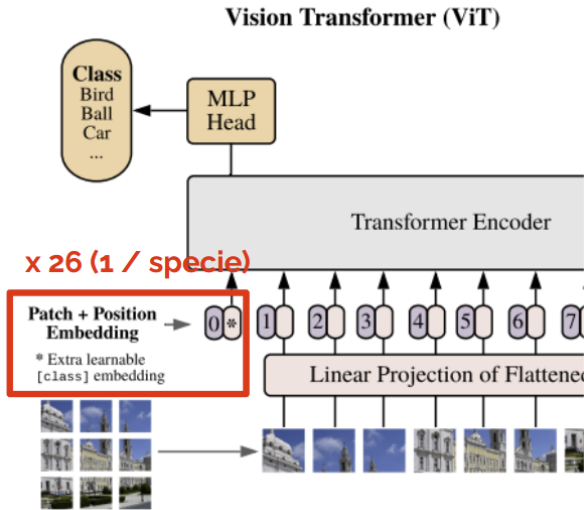 Vision Transformer (ViT)
Class
Bird
Ball
Car
...
MLP
Head
Transformer Encoder
x 26 (1 / specie)
Patch + Position
Embedding
* Extra learnable
[class] embedding
0 * 1 2 3 4 5 6 7
Linear Projection of Flattene